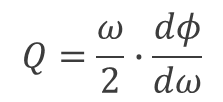 Q = ω/2 · dϕ/dω